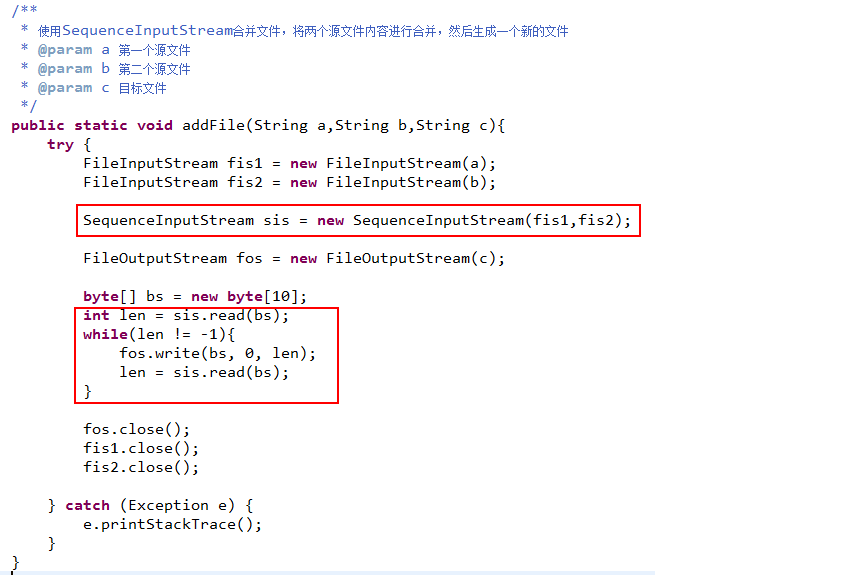 /**
 * 使用SequenceInputStream合并文件，将两个源文件内容进行合并，然后生成一个新的文件
 * @param a 第一个源文件
 * @param b 第二个源文件
 * @param c 目标文件
 */
public static void addFile(String a,String b,String c){
    try {
        FileInputStream fis1 = new FileInputStream(a);
        FileInputStream fis2 = new FileInputStream(b);

        SequenceInputStream sis = new SequenceInputStream(fis1,fis2);

        FileOutputStream fos = new FileOutputStream(c);

        byte[] bs = new byte[10];
        int len = sis.read(bs);
        while(len != -1){
            fos.write(bs, 0, len);
            len = sis.read(bs);
        }

        fos.close();
        fis1.close();
        fis2.close();

    } catch (Exception e) {
        e.printStackTrace();
    }
}